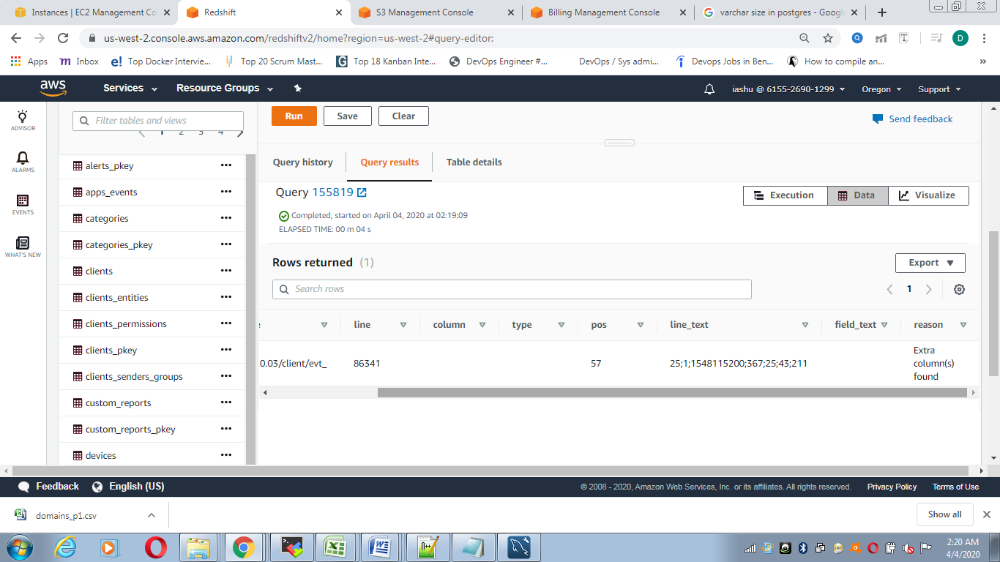 Instances | EC2 Management Co
Redshift
S3 Management Console
Billing Management Console
varchar size in postgres - Google
us-west-2.console.aws.amazon.com/redshiftv2/home?region=us-west-2#query-editor:
D
Apps
Inbox
Top Docker Intervie...
Top 20 Scrum Mast...
Top 18 Kanban Inte...
DevOps Engineer #...
DevOps / Sys admi...
Devops Jobs in Ben...
How to compile an...
aws
Services
Resource Groups
iashu @ 6155-2690-1299
Oregon
Support
ADVISOR
ALARMS
EVENTS
WHAT'S NEW
Filter tables and views
1 2 3 4
alerts_pkey
apps_events
categories
categories_pkey
clients
clients_entities
clients_permissions
clients_pkey
clients_senders_groups
custom_reports
custom_reports_pkey
devices
Run
Save
Clear
Send feedback
Query history
Query results
Table details
Query 155819
Execution
Data
Visualize
Completed, started on April 04, 2020 at 02:19:09
ELAPSED TIME: 00 m 04 s
Rows returned (1)
Export
Search rows
1
line column type pos line_text field_text reason
0.03/client/evt_ 86341 57 25;1;1548115200;367;25;43;211 Extra
column(s)
found
Feedback
English (US)
© 2008 - 2020, Amazon Web Services, Inc. or its affiliates. All rights reserved.
Privacy Policy
Terms of Use
domains_p1.csv
Show all
2:20 AM
4/4/2020